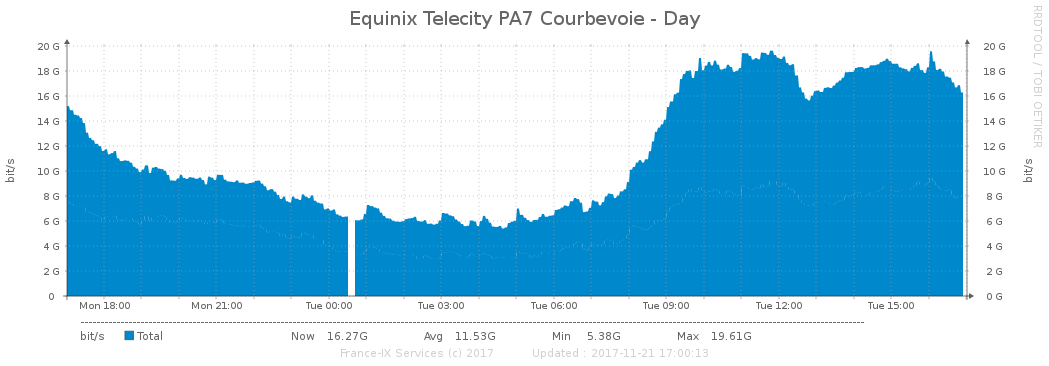 Equinix Telecity PA7 Courbevoie - Day
RRDTOOL / TOBI OETIKER
bit/s
20 G 20 G
18 G 18 G
16 G 16 G
14 G 14 G
12 G 12 G
10 G 10 G
8 G 8 G
6 G 6 G
4 G 4 G
2 G 2 G
0 0 G
bit/s
Mon 18:00 Mon 21:00 Tue 00:00 Tue 03:00 Tue 06:00 Tue 09:00 Tue 12:00 Tue 15:00
bit/s Total Now 16.27G Avg 11.53G Min 5.38G Max 19.61G
France-IX Services (c) 2017 Updated : 2017-11-21 17:00:13